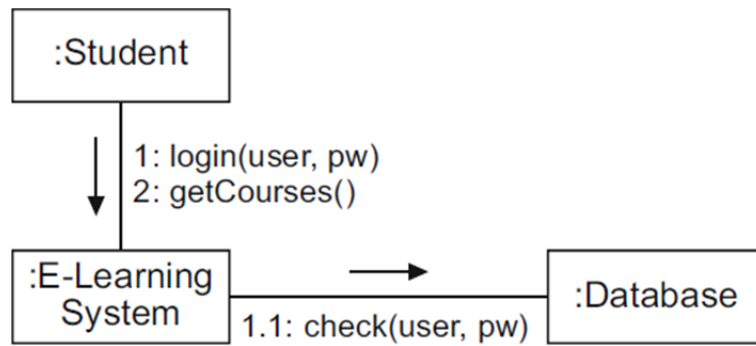 :Student
1: login(user, pw)
2: getCourses()
:E-Learning
System
:Database
1.1: check(user, pw)